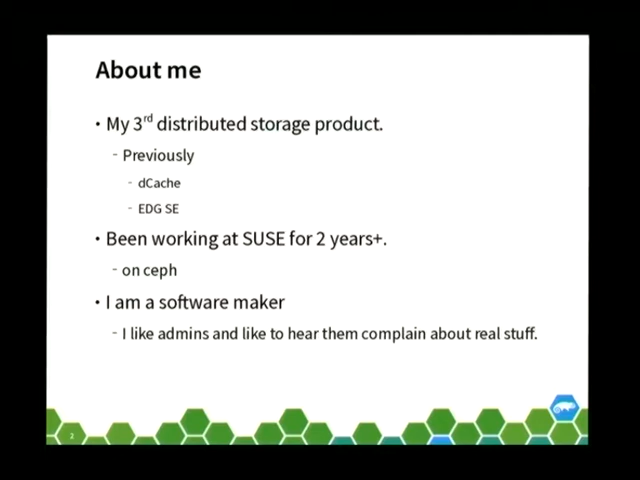 About me
• My 3rd distributed storage product.
- Previously
- dCache
- EDG SE
• Been working at SUSE for 2 years+.
- on ceph
• I am a software maker
- I like admins and like to hear them complain about real stuff.
2